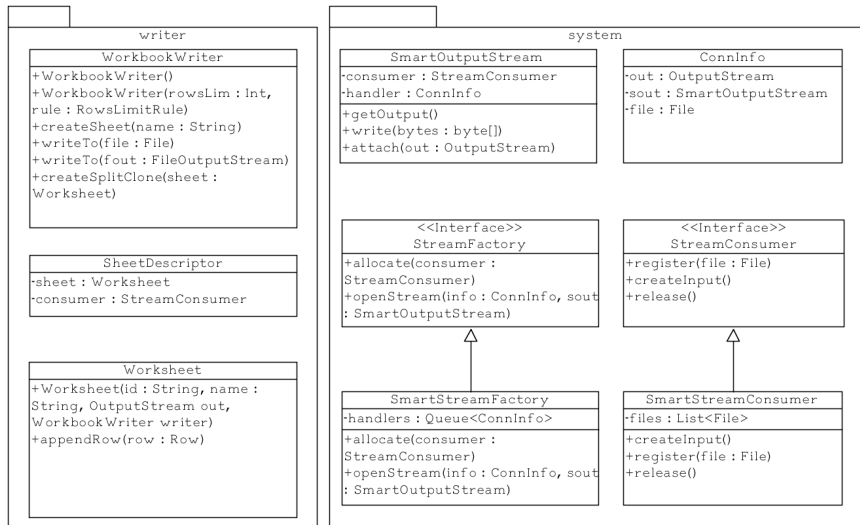 writer
WorkbookWriter
+WorkbookWriter()
+WorkbookWriter(rowsLim : Int,
rule : RowsLimitRule)
+createSheet(name : String)
+writeTo(file : File)
+writeTo(fout : FileOutputStream)
+createSplitClone(sheet :
Worksheet)
SheetDescriptor
-sheet : Worksheet
-consumer : StreamConsumer
Worksheet
+Worksheet(id : String, name :
String, OutputStream out,
WorkbookWriter writer)
+appendRow(row : Row)
system
SmartOutputStream
-consumer : StreamConsumer
-handler : ConnInfo
+getOutput()
+write(bytes : byte[])
+attach(out : OutputStream)
ConnInfo
-out : OutputStream
-sout : SmartOutputStream
-file : File
<<Interface>>
StreamFactory
+allocate(consumer :
StreamConsumer)
+openStream(info : ConnInfo, sout
: SmartOutputStream)
<<Interface>>
StreamConsumer
+register(file : File)
+createInput()
+release()
SmartStreamFactory
-handlers : Queue<ConnInfo>
+allocate(consumer :
StreamConsumer)
+openStream(info : ConnInfo, sout
: SmartOutputStream)
SmartStreamConsumer
-files : List<File>
+createInput()
+register(file : File)
+release()